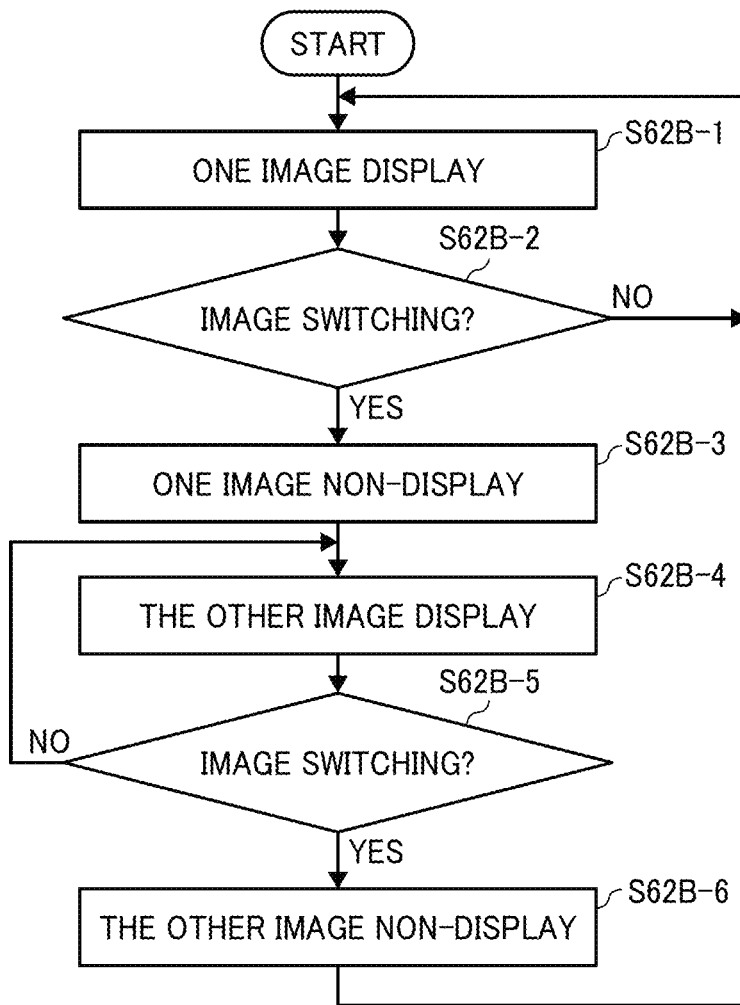 START
S62B-1
ONE IMAGE DISPLAY
S62B-2
IMAGE SWITCHING?
NO
YES
S62B-3
ONE IMAGE NON-DISPLAY
S62B-4
THE OTHER IMAGE DISPLAY
S62B-5
NO
IMAGE SWITCHING?
YES
S62B-6
THE OTHER IMAGE NON-DISPLAY